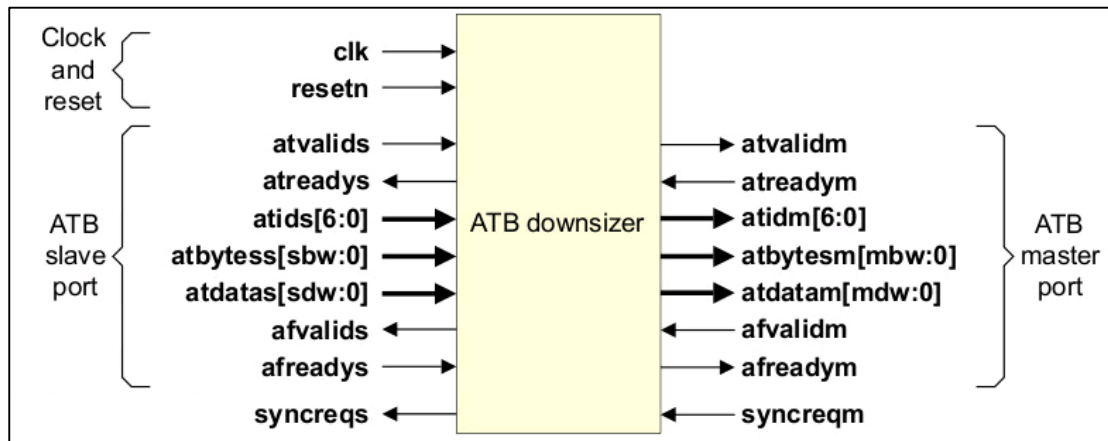 Clock
and
reset
clk
resetn
ATB
slave
port
atvalids
atreadys
atids[6:0]
atbytess[sbw:0]
atdatas[sdw:0]
afvalids
afreadys
syncreqs
ATB downsizer
atvalidm
atreadym
atidm[6:0]
atbytesm[mbw:0]
atdatam[mdw:0]
afvalidm
afreadym
syncreqm
ATB
master
port